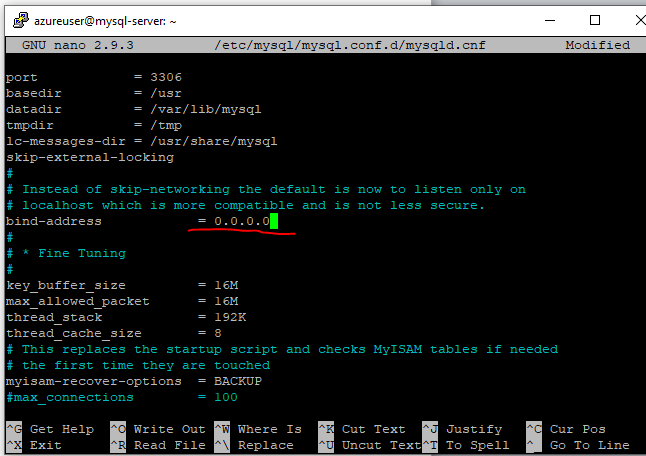 azureuser@mysql-server: ~
GNU nano 2.9.3 /etc/mysql/mysql.conf.d/mysqld.cnf Modified
port = 3306
basedir = /usr
datadir = /var/lib/mysql
tmpdir = /tmp
lc-messages-dir = /usr/share/mysql
skip-external-locking
#
# Instead of skip-networking the default is now to listen only on
# localhost which is more compatible and is not less secure.
bind-address = 0.0.0.0
#
# * Fine Tuning
#
key_buffer_size = 16M
max_allowed_packet = 16M
thread_stack = 192K
thread_cache_size = 8
# This replaces the startup script and checks MyISAM tables if needed
# the first time they are touched
myisam-recover-options = BACKUP
#max_connections = 100
^G Get Help ^O Write Out ^W Where Is ^K Cut Text ^J Justify ^C Cur Pos
^X Exit ^R Read File ^\ Replace ^U Uncut Text ^T To Spell ^_ Go To Line